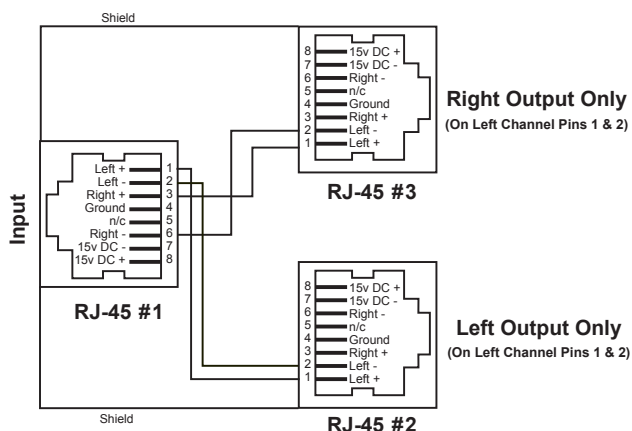 Shield
8 15v DC +
7 15v DC -
6 Right -
5 n/c
4 Ground
3 Right +
2 Left -
1 Left +
RJ-45 #3
Right Output Only
(On Left Channel Pins 1 & 2)
Input
Left + 1
Left - 2
Right + 3
Ground 4
n/c 5
Right - 6
15v DC - 7
15v DC + 8
RJ-45 #1
8 15v DC +
7 15v DC -
6 Right -
5 n/c
4 Ground
3 Right +
2 Left -
1 Left +
RJ-45 #2
Left Output Only
(On Left Channel Pins 1 & 2)
Shield